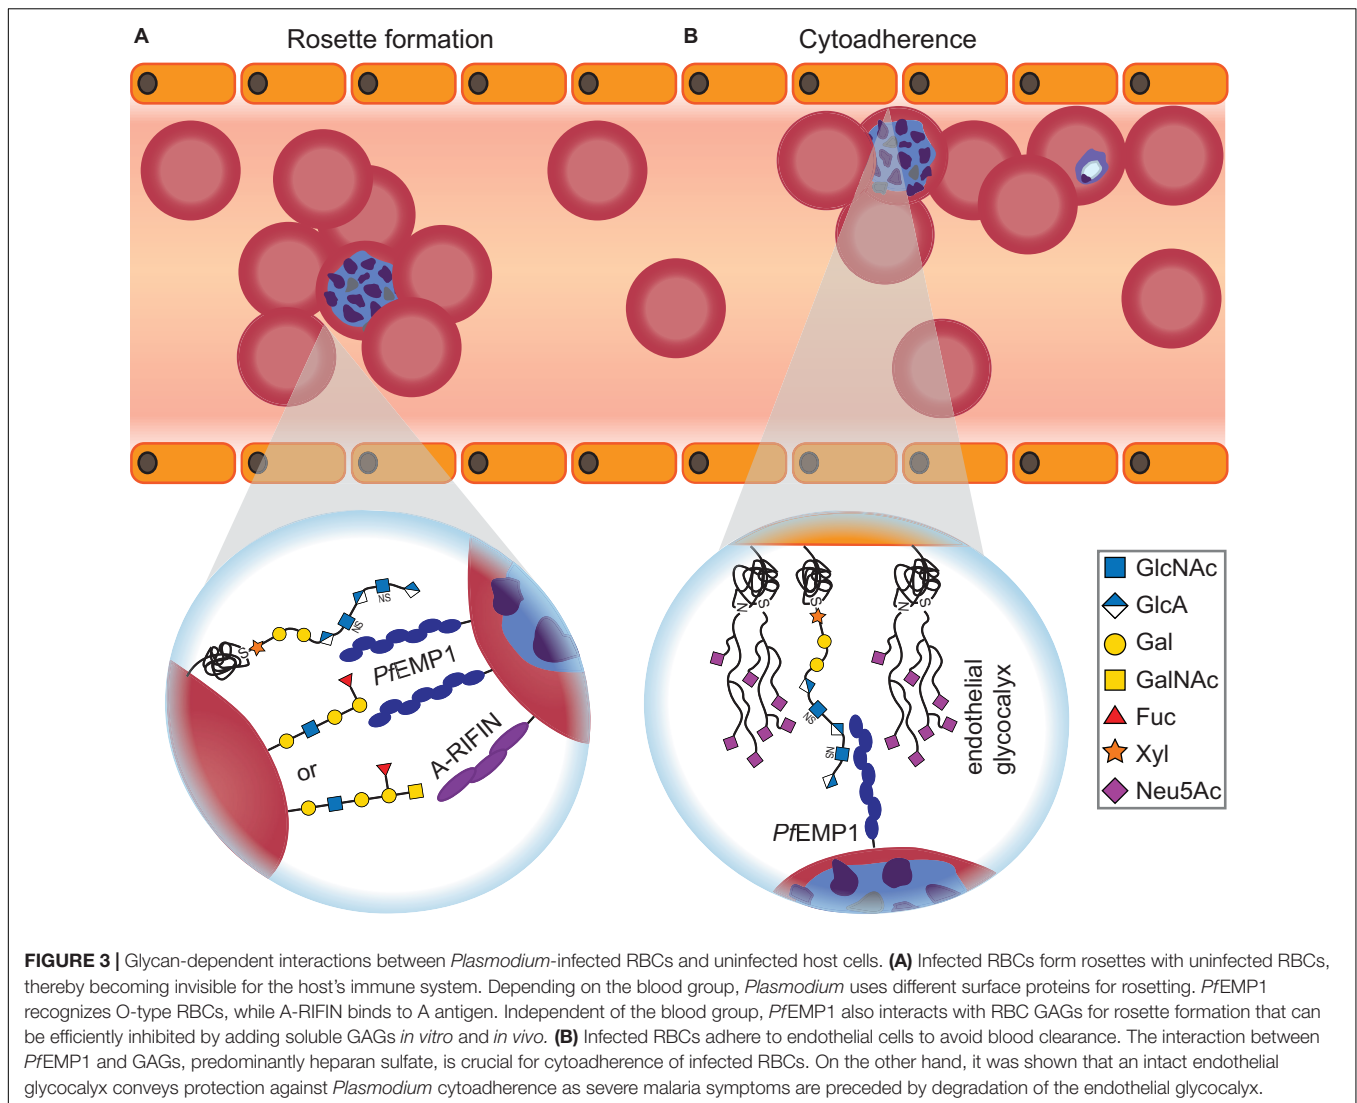 A
Rosette formation
B
Cytoadherence
NS
NS
S
PfEMP1
or
A-RIFIN
N
S
S
N
S
NS
NS
PfEMP1
endothelial
glycocalyx
GlcNAc
GlcA
Gal
GalNAc
Fuc
Xyl
Neu5Ac
FIGURE 3 | Glycan-dependent interactions between Plasmodium-infected RBCs and uninfected host cells. (A) Infected RBCs form rosettes with uninfected RBCs,
thereby becoming invisible for the host's immune system. Depending on the blood group, Plasmodium uses different surface proteins for rosetting. PfEMP1
recognizes O-type RBCs, while A-RIFIN binds to A antigen. Independent of the blood group, PfEMP1 also interacts with RBC GAGs for rosette formation that can
be efficiently inhibited by adding soluble GAGs in vitro and in vivo. (B) Infected RBCs adhere to endothelial cells to avoid blood clearance. The interaction between
PfEMP1 and GAGs, predominantly heparan sulfate, is crucial for cytoadherence of infected RBCs. On the other hand, it was shown that an intact endothelial
glycocalyx conveys protection against Plasmodium cytoadherence as severe malaria symptoms are preceded by degradation of the endothelial glycocalyx.